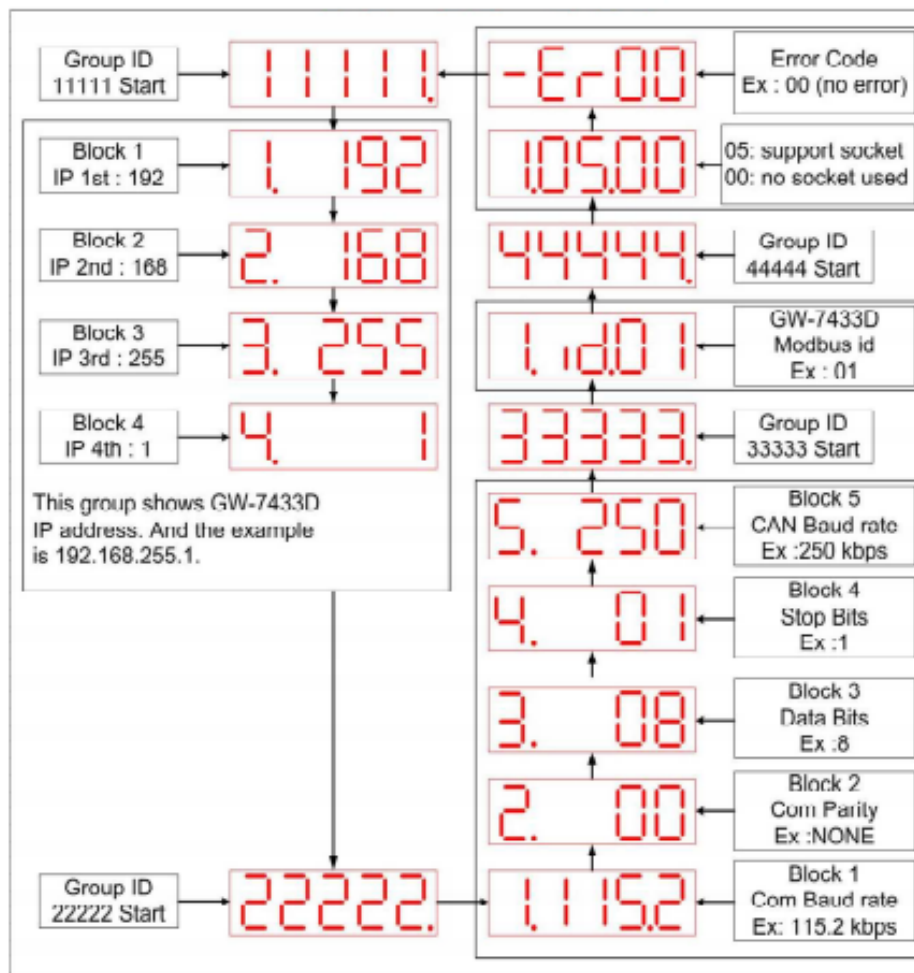 Group ID
11111 Start
11111.
-Er00
Error Code
Ex : 00 (no error)
Block 1
IP 1st : 192
1. 192
1.05.00
05: support socket
00: no socket used
Block 2
IP 2nd : 168
2. 168
44444.
Group ID
44444 Start
Block 3
IP 3rd : 255
3. 255
1.id.01
GW-7433D
Modbus id
Ex : 01
Block 4
IP 4th : 1
4. 1
33333.
Group ID
33333 Start
This group shows GW-7433D
IP address. And the example
is 192.168.255.1.
5. 250
Block 5
CAN Baud rate
Ex :250 kbps
4. 01
Block 4
Stop Bits
Ex :1
3. 08
Block 3
Data Bits
Ex :8
2. 00
Block 2
Com Parity
Ex :NONE
Group ID
22222 Start
22222.
1.115.2
Block 1
Com Baud rate
Ex: 115.2 kbps